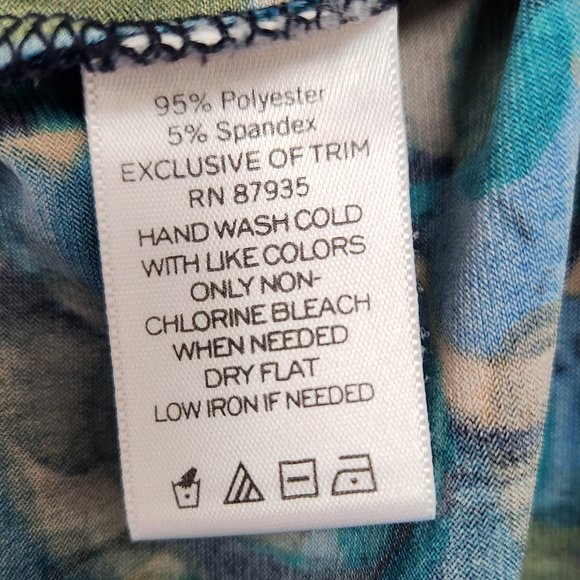 95% Polyester
5% Spandex
EXCLUSIVE OF TRIM
RN 87935
HAND WASH COLD
WITH LIKE COLORS
ONLY NON-
CHLORINE BLEACH
WHEN NEEDED
DRY FLAT
LOW IRON IF NEEDED